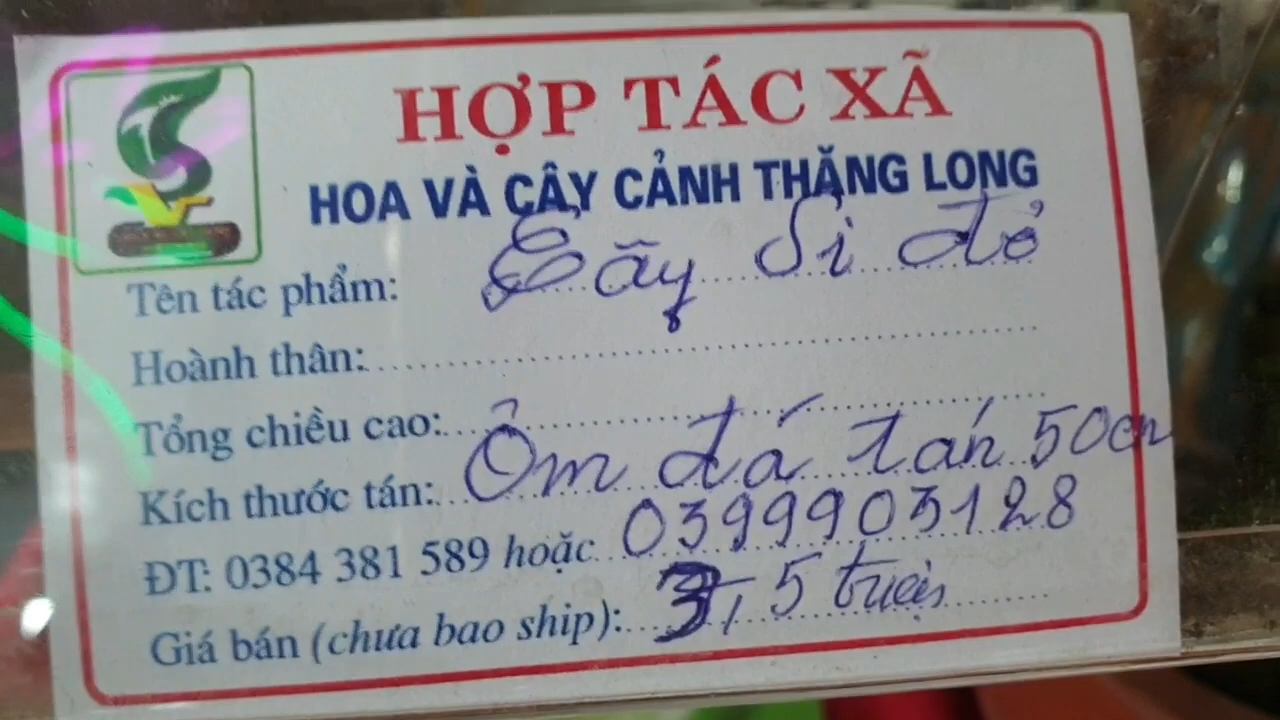 HỢP TÁC XÃ
HOA VÀ CÂY CẢNH THĂNG LONG
Tên tác phẩm: Cây Si đỏ
Hoành thân:
Tổng chiều cao:
Kích thước tán: Ôm đá tán 50cm
ĐT: 0384 381 589 hoặc 0399903128
Giá bán (chưa bao ship): 3,5 triệu